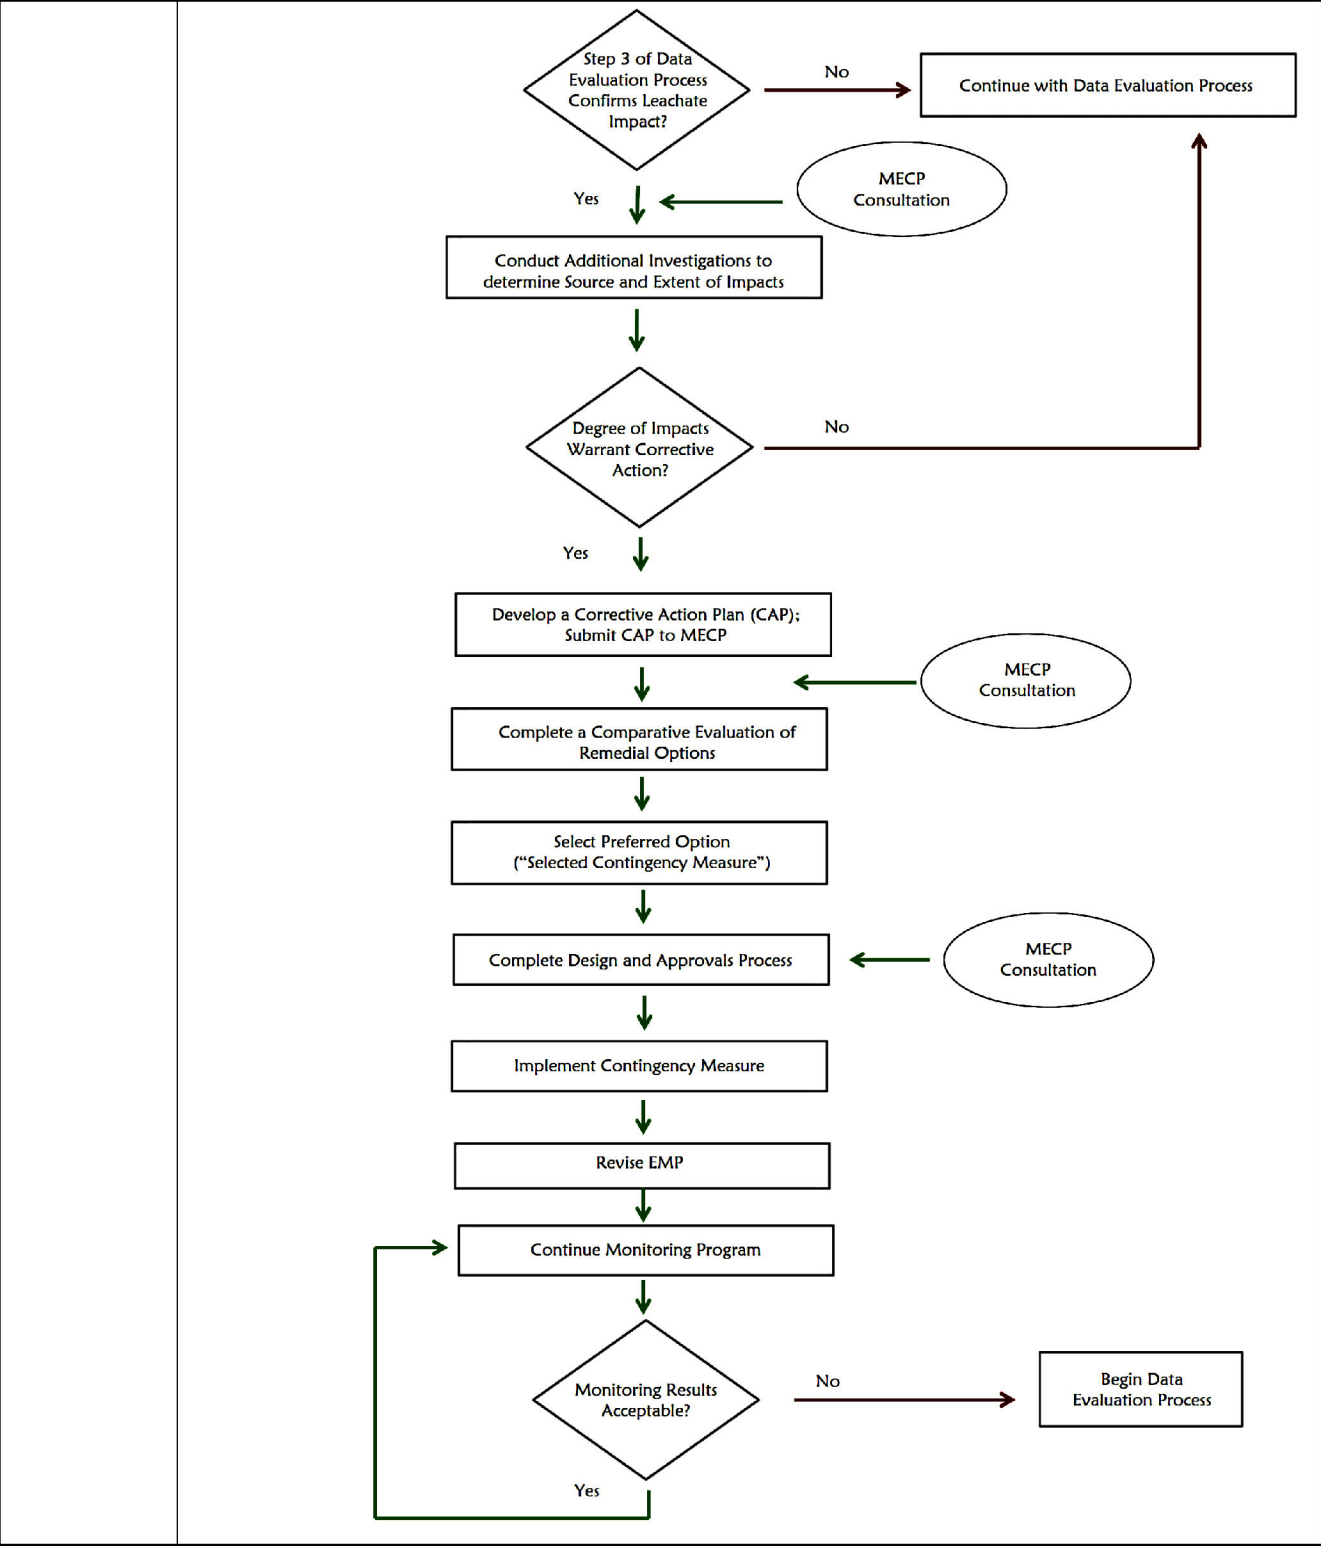 Step 3 of Data
Evaluation Process
Confirms Leachate
Impact?
No
Continue with Data Evaluation Process
MECP
Consultation
Yes
Conduct Additional Investigations to
determine Source and Extent of Impacts
Degree of Impacts
Warrant Corrective
Action?
No
Yes
Develop a Corrective Action Plan (CAP);
Submit CAP to MECP
MECP
Consultation
Complete a Comparative Evaluation of
Remedial Options
Select Preferred Option
(“Selected Contingency Measure”)
Complete Design and Approvals Process
MECP
Consultation
Implement Contingency Measure
Revise EMP
Continue Monitoring Program
Monitoring Results
Acceptable?
No
Begin Data
Evaluation Process
Yes